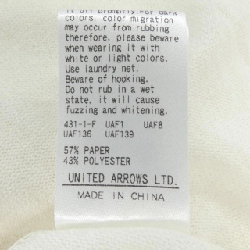 colors, color migration
may occur from rubbing
therefore, please beware
when wearing it with
white or light colors.
Use laundry net.
Beware of hooking.
Do not rub in a wet
state, it will cause
fuzzing and whitening.
431-1-F UAF1 UAF8
UAF136 UAF139
57% PAPER
43% POLYESTER
UNITED ARROWS LTD.
MADE IN CHINA